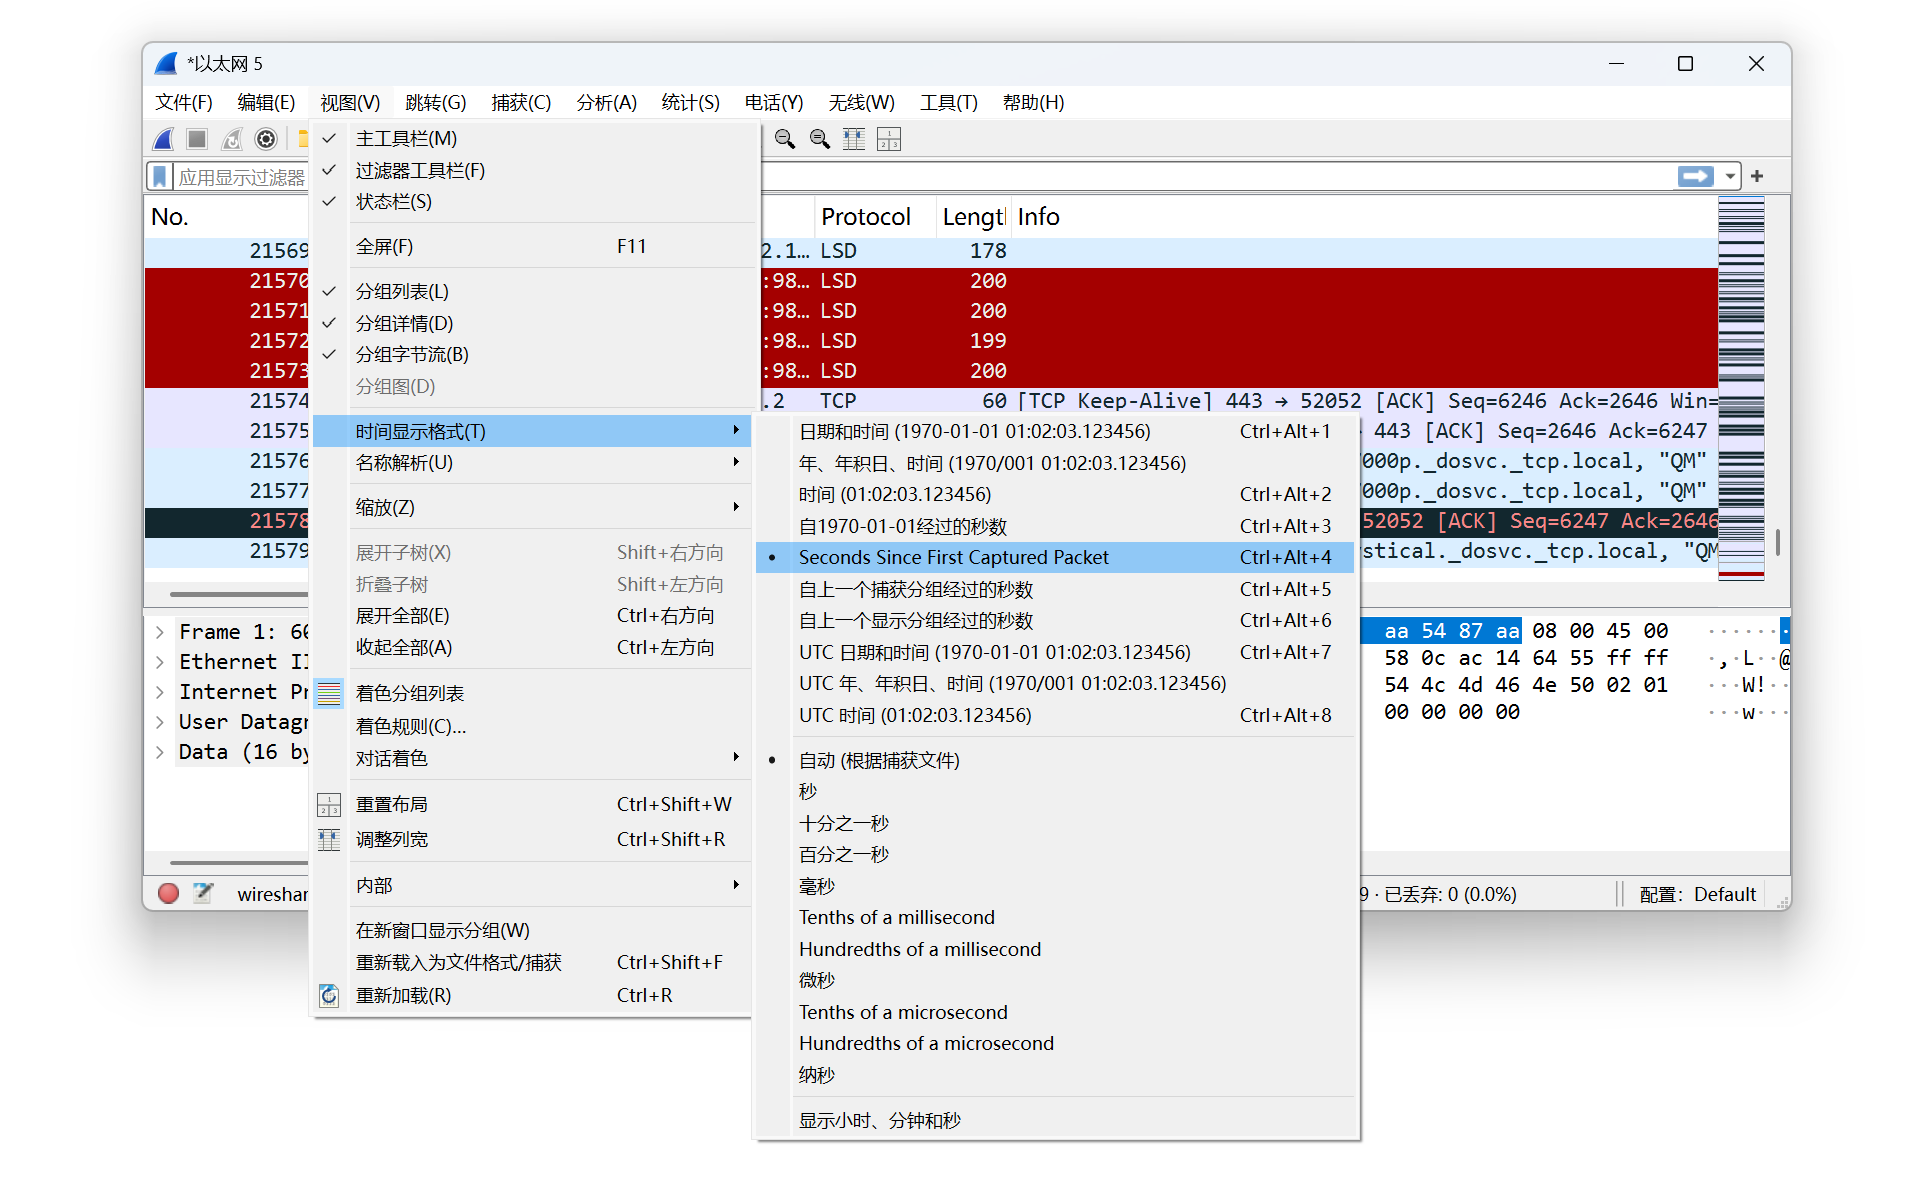 *以太网 5
文件(F) 编辑(E) 视图(V) 跳转(G) 捕获(C) 分析(A) 统计(S) 电话(Y) 无线(W) 工具(T) 帮助(H)
应用显示过滤器
No. Protocol Lengt Info
21569 2.1… LSD 178
21570 :98… LSD 200
21571 :98… LSD 200
21572 :98… LSD 199
21573 :98… LSD 200
21574 .2 TCP 60 [TCP Keep-Alive] 443 → 52052 [ACK] Seq=6246 Ack=2646 Win=
21575 443 [ACK] Seq=2646 Ack=6247
21576 000p._dosvc._tcp.local, "QM"
21577 000p._dosvc._tcp.local, "QM"
21578 52052 [ACK] Seq=6247 Ack=2646
21579 stical._dosvc._tcp.local, "QM
Frame 1: 60
Ethernet II
Internet Pr
User Datagr
Data (16 by
aa 54 87 aa 08 00 45 00 ·······
58 0c ac 14 64 55 ff ff ·,·L··@
54 4c 4d 46 4e 50 02 01 ···W!··
00 00 00 00 ···w···
wireshar 9 · 已丢弃: 0 (0.0%) 配置: Default
主工具栏(M)
过滤器工具栏(F)
状态栏(S)
全屏(F) F11
分组列表(L)
分组详情(D)
分组字节流(B)
分组图(D)
时间显示格式(T)
名称解析(U)
缩放(Z)
展开子树(X) Shift+右方向
折叠子树 Shift+左方向
展开全部(E) Ctrl+右方向
收起全部(A) Ctrl+左方向
着色分组列表
着色规则(C)…
对话着色
重置布局 Ctrl+Shift+W
调整列宽 Ctrl+Shift+R
内部
在新窗口显示分组(W)
重新载入为文件格式/捕获 Ctrl+Shift+F
重新加载(R) Ctrl+R
日期和时间 (1970-01-01 01:02:03.123456) Ctrl+Alt+1
年、年积日、时间 (1970/001 01:02:03.123456)
时间 (01:02:03.123456) Ctrl+Alt+2
自1970-01-01经过的秒数 Ctrl+Alt+3
Seconds Since First Captured Packet Ctrl+Alt+4
自上一个捕获分组经过的秒数 Ctrl+Alt+5
自上一个显示分组经过的秒数 Ctrl+Alt+6
UTC 日期和时间 (1970-01-01 01:02:03.123456) Ctrl+Alt+7
UTC 年、年积日、时间 (1970/001 01:02:03.123456)
UTC 时间 (01:02:03.123456) Ctrl+Alt+8
自动 (根据捕获文件)
秒
十分之一秒
百分之一秒
毫秒
Tenths of a millisecond
Hundredths of a millisecond
微秒
Tenths of a microsecond
Hundredths of a microsecond
纳秒
显示小时、分钟和秒